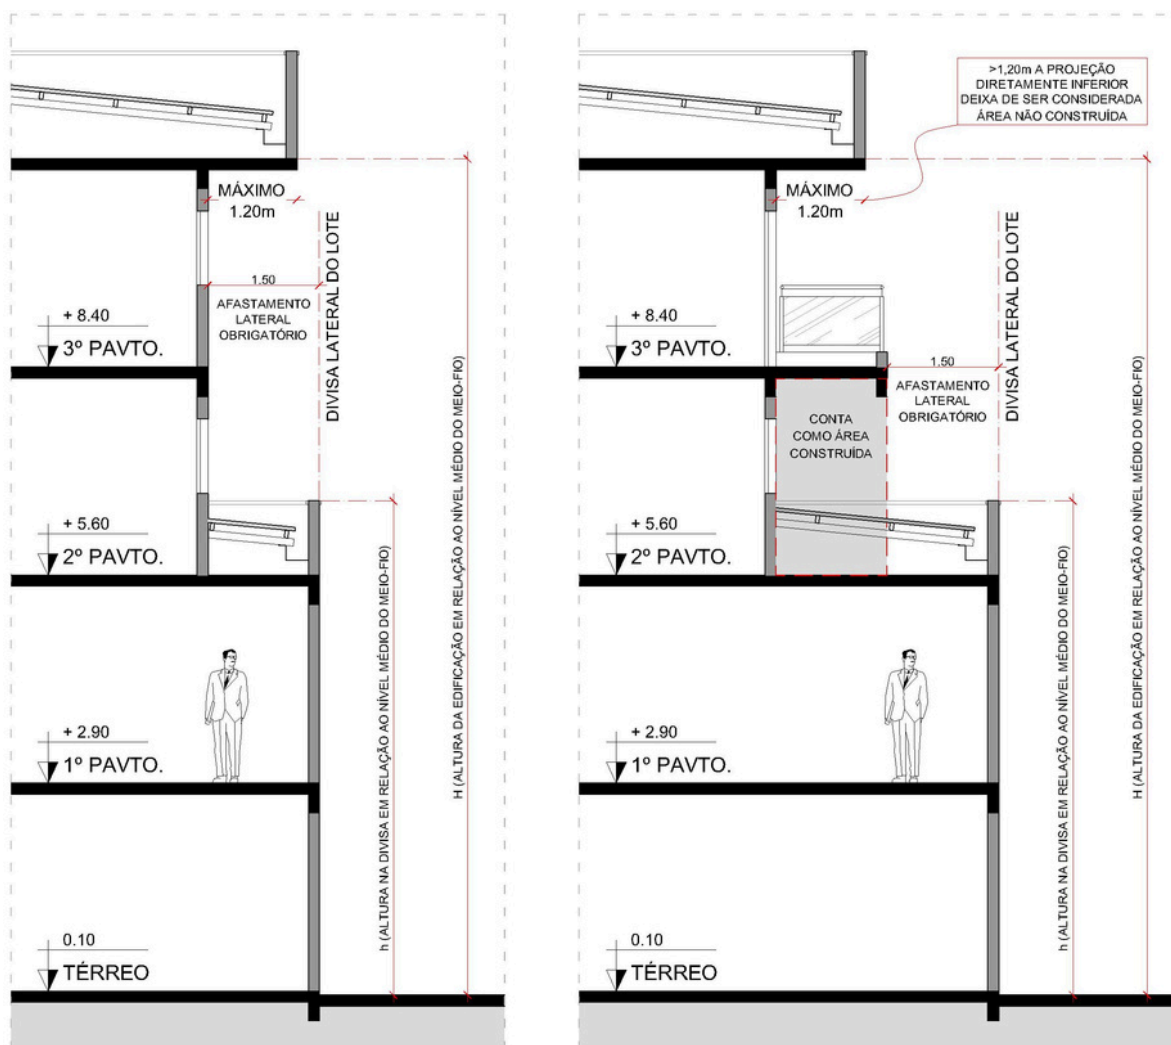 MÁXIMO
1.20m
1.50
AFASTAMENTO
LATERAL
OBRIGATÓRIO
DIVISA LATERAL DO LOTE
+ 8.40
3º PAVTO.
+ 5.60
2º PAVTO.
+ 2.90
1º PAVTO.
0.10
TÉRREO
h (ALTURA NA DIVISA EM RELAÇÃO AO NÍVEL MÉDIO DO MEIO-FIO)
H (ALTURA DA EDIFICAÇÃO EM RELAÇÃO AO NÍVEL MÉDIO DO MEIO-FIO)
>1,20m A PROJEÇÃO
DIRETAMENTE INFERIOR
DEIXA DE SER CONSIDERADA
ÁREA NÃO CONSTRUÍDA
MÁXIMO
1.20m
DIVISA LATERAL DO LOTE
+ 8.40
3º PAVTO.
1.50
AFASTAMENTO
LATERAL
OBRIGATÓRIO
CONTA
COMO ÁREA
CONSTRUÍDA
+ 5.60
2º PAVTO.
+ 2.90
1º PAVTO.
0.10
TÉRREO
h (ALTURA NA DIVISA EM RELAÇÃO AO NÍVEL MÉDIO DO MEIO-FIO)
H (ALTURA DA EDIFICAÇÃO EM RELAÇÃO AO NÍVEL MÉDIO DO MEIO-FIO)